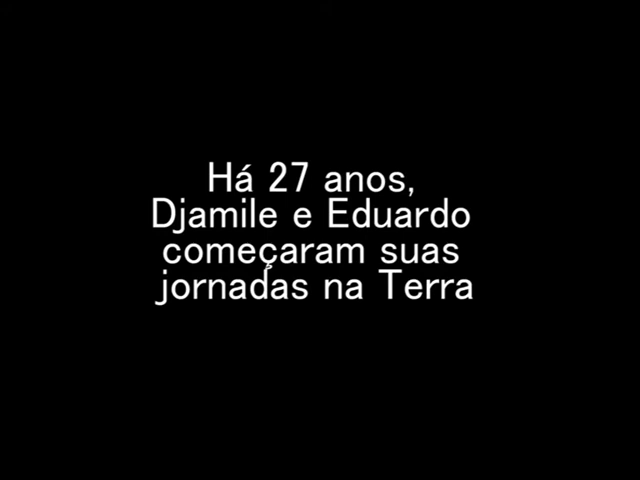 Há 27 anos,
Djamile e Eduardo
começaram suas
jornadas na Terra